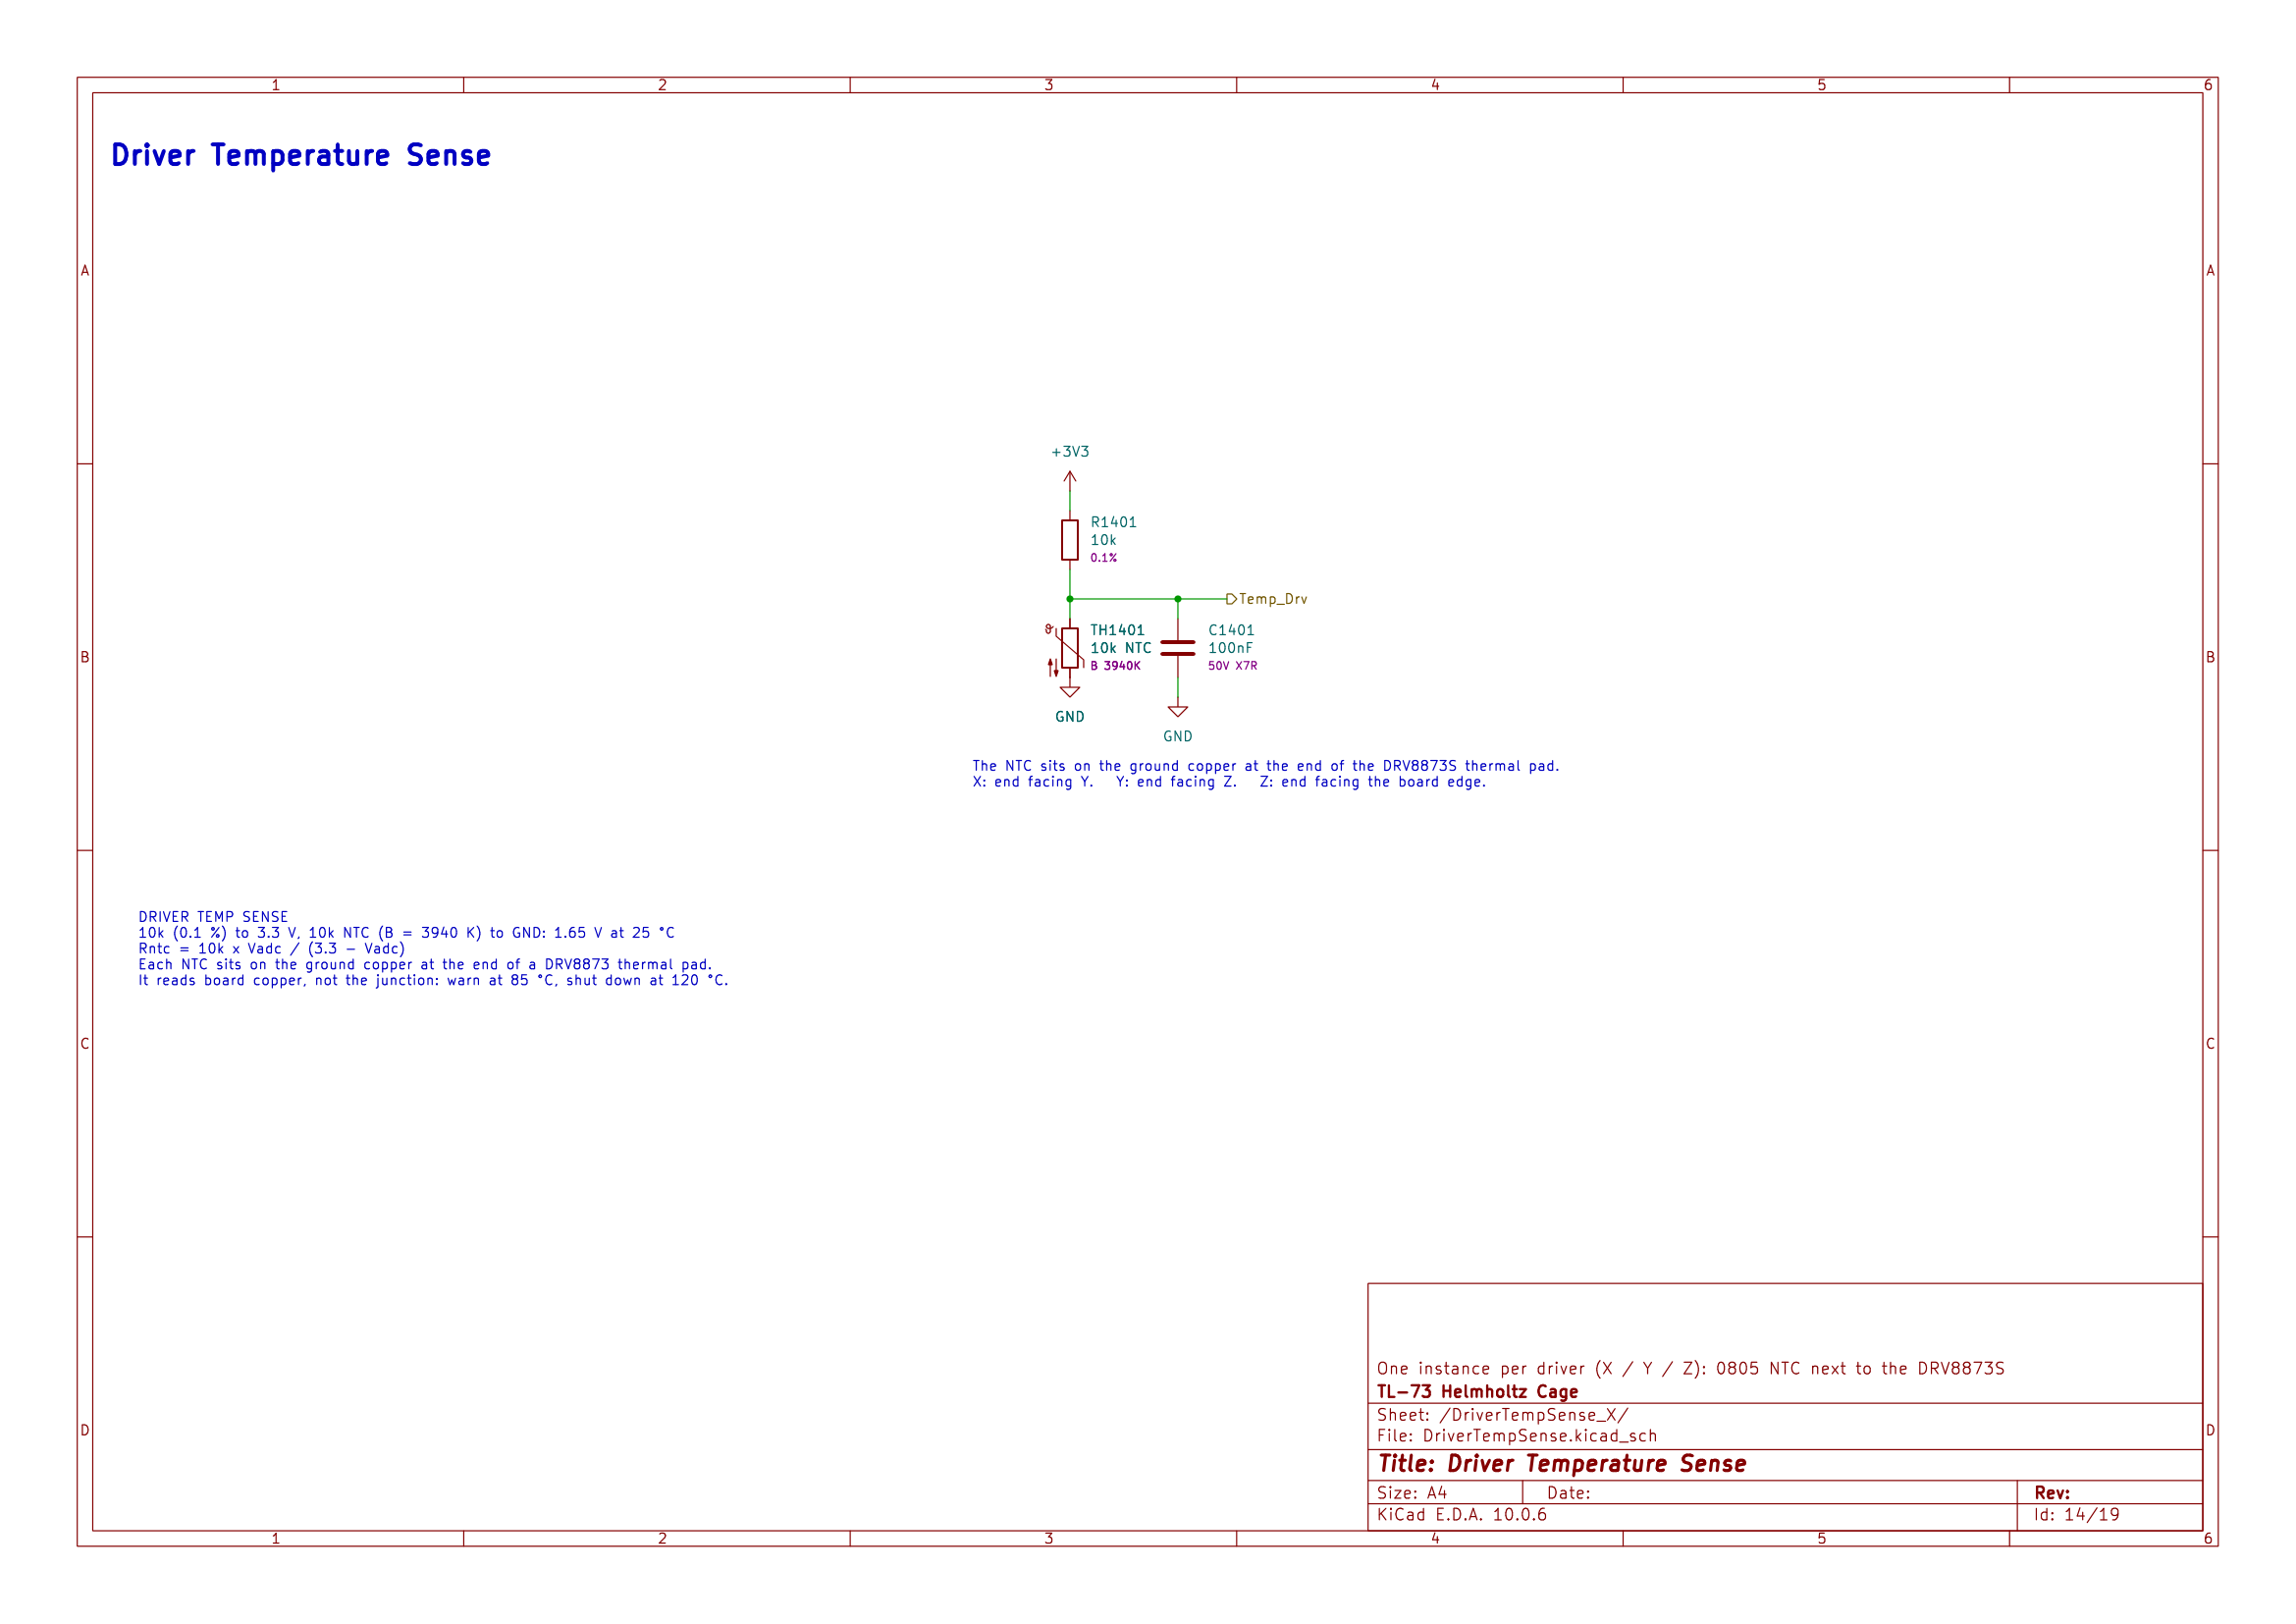 1 2 3 4 5 6
Driver Temperature Sense
A A
+3V3
R1401
10k
0.1%
Temp_Drv
TH1401
10k NTC
B 3940K
C1401
100nF
50V X7R
B B
GND
GND
The NTC sits on the ground copper at the end of the DRV8873S thermal pad.
X: end facing Y. Y: end facing Z. Z: end facing the board edge.
DRIVER TEMP SENSE
10k (0.1 %) to 3.3 V, 10k NTC (B = 3940 K) to GND: 1.65 V at 25 °C
Rntc = 10k x Vadc / (3.3 - Vadc)
Each NTC sits on the ground copper at the end of a DRV8873 thermal pad.
It reads board copper, not the junction: warn at 85 °C, shut down at 120 °C.
C C
One instance per driver (X / Y / Z): 0805 NTC next to the DRV8873S
TL-73 Helmholtz Cage
Sheet: /DriverTempSense_X/
File: DriverTempSense.kicad_sch
D D
Title: Driver Temperature Sense
Size: A4 Date: Rev:
KiCad E.D.A. 10.0.6 Id: 14/19
1 2 3 4 5 6